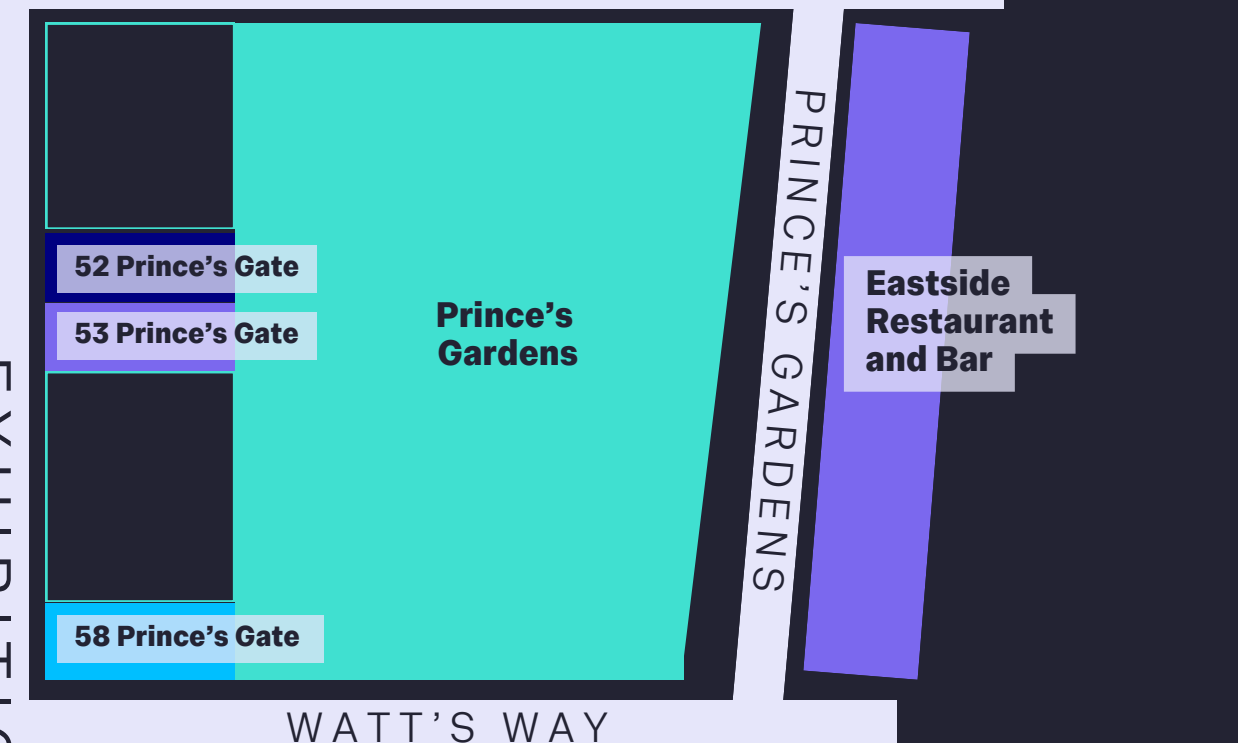 52 Prince’s Gate
53 Prince’s Gate
Prince’s
Gardens
PRINCE’S GARDENS
Eastside
Restaurant
and Bar
58 Prince’s Gate
WATT’S WAY